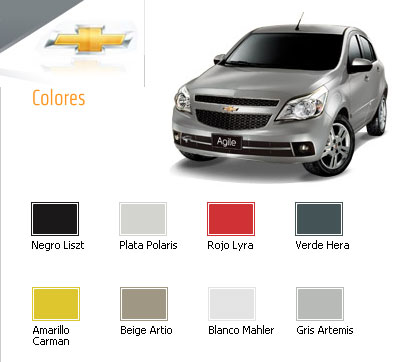 Colores
Agile
Negro Liszt
Plata Polaris
Rojo Lyra
Verde Hera
Amarillo
Carman
Beige Artio
Blanco Mahler
Gris Artemis